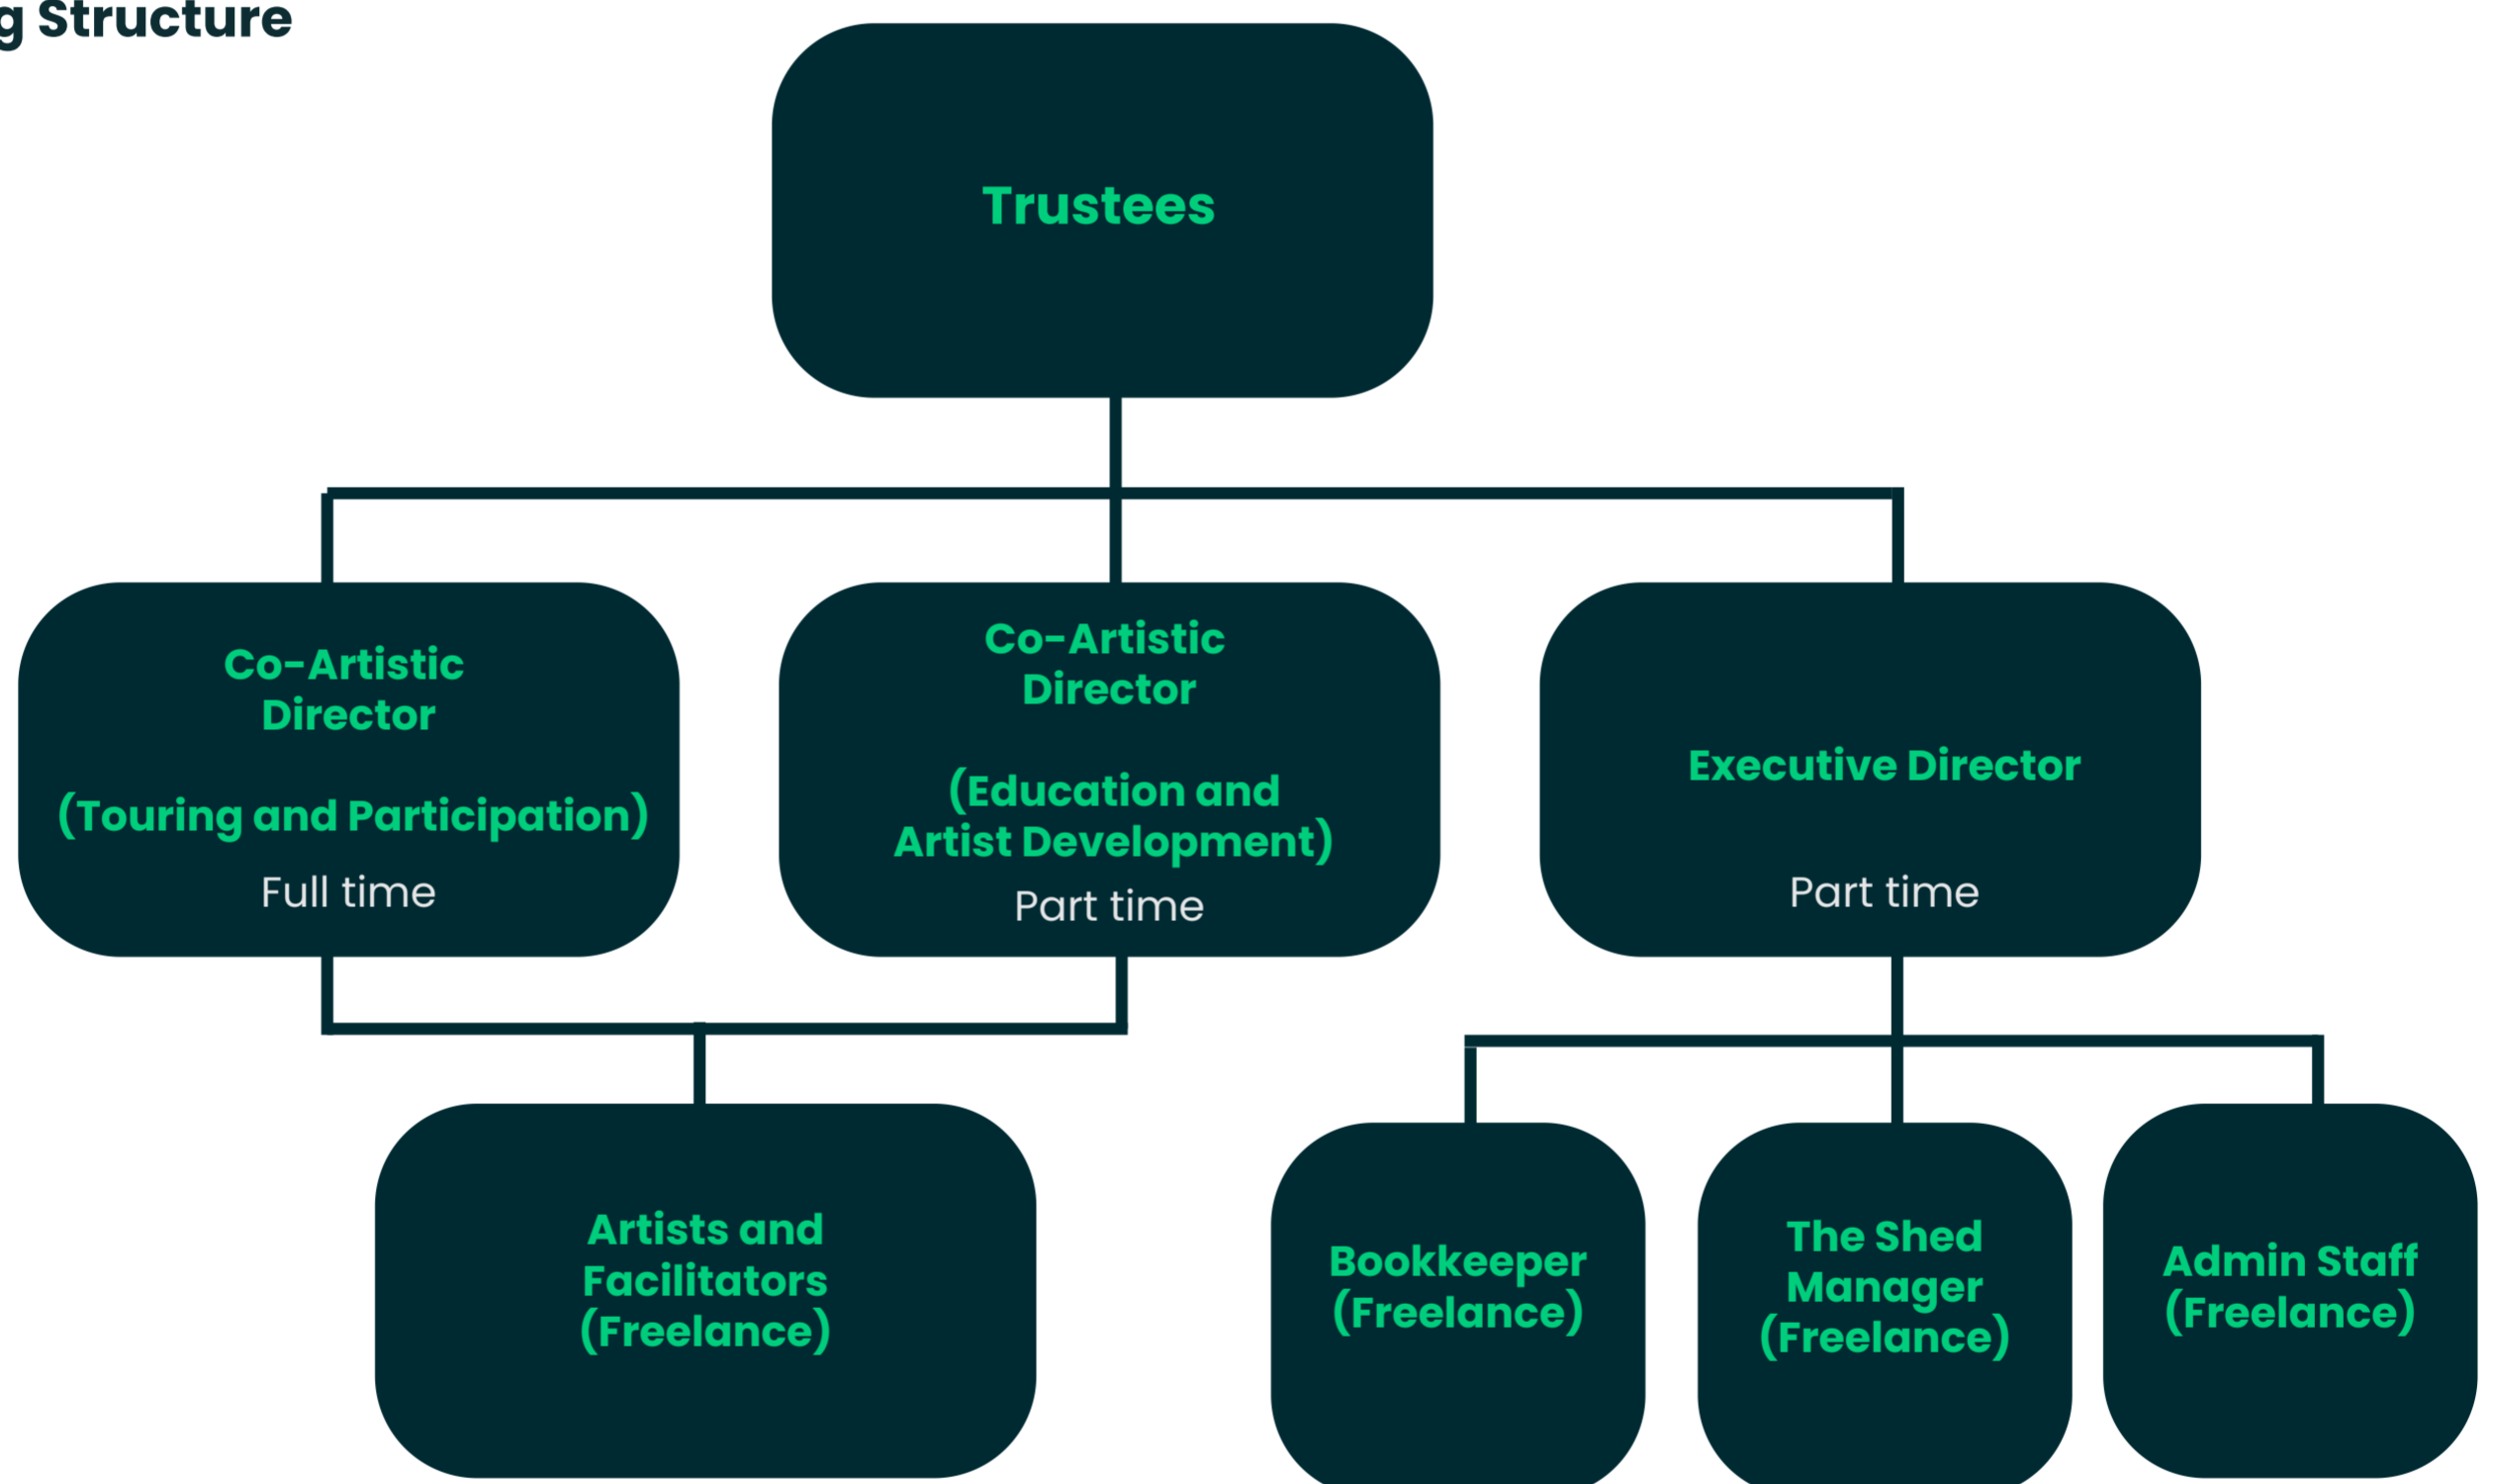 g Structure
Trustees
Co-Artistic
Director
(Touring and Participation)
Full time
Co-Artistic
Director
(Education and
Artist Development)
Part time
Executive Director
Part time
Artists and
Facilitators
(Freelance)
Bookkeeper
(Freelance)
The Shed
Manager
(Freelance)
Admin Staff
(Freelance)